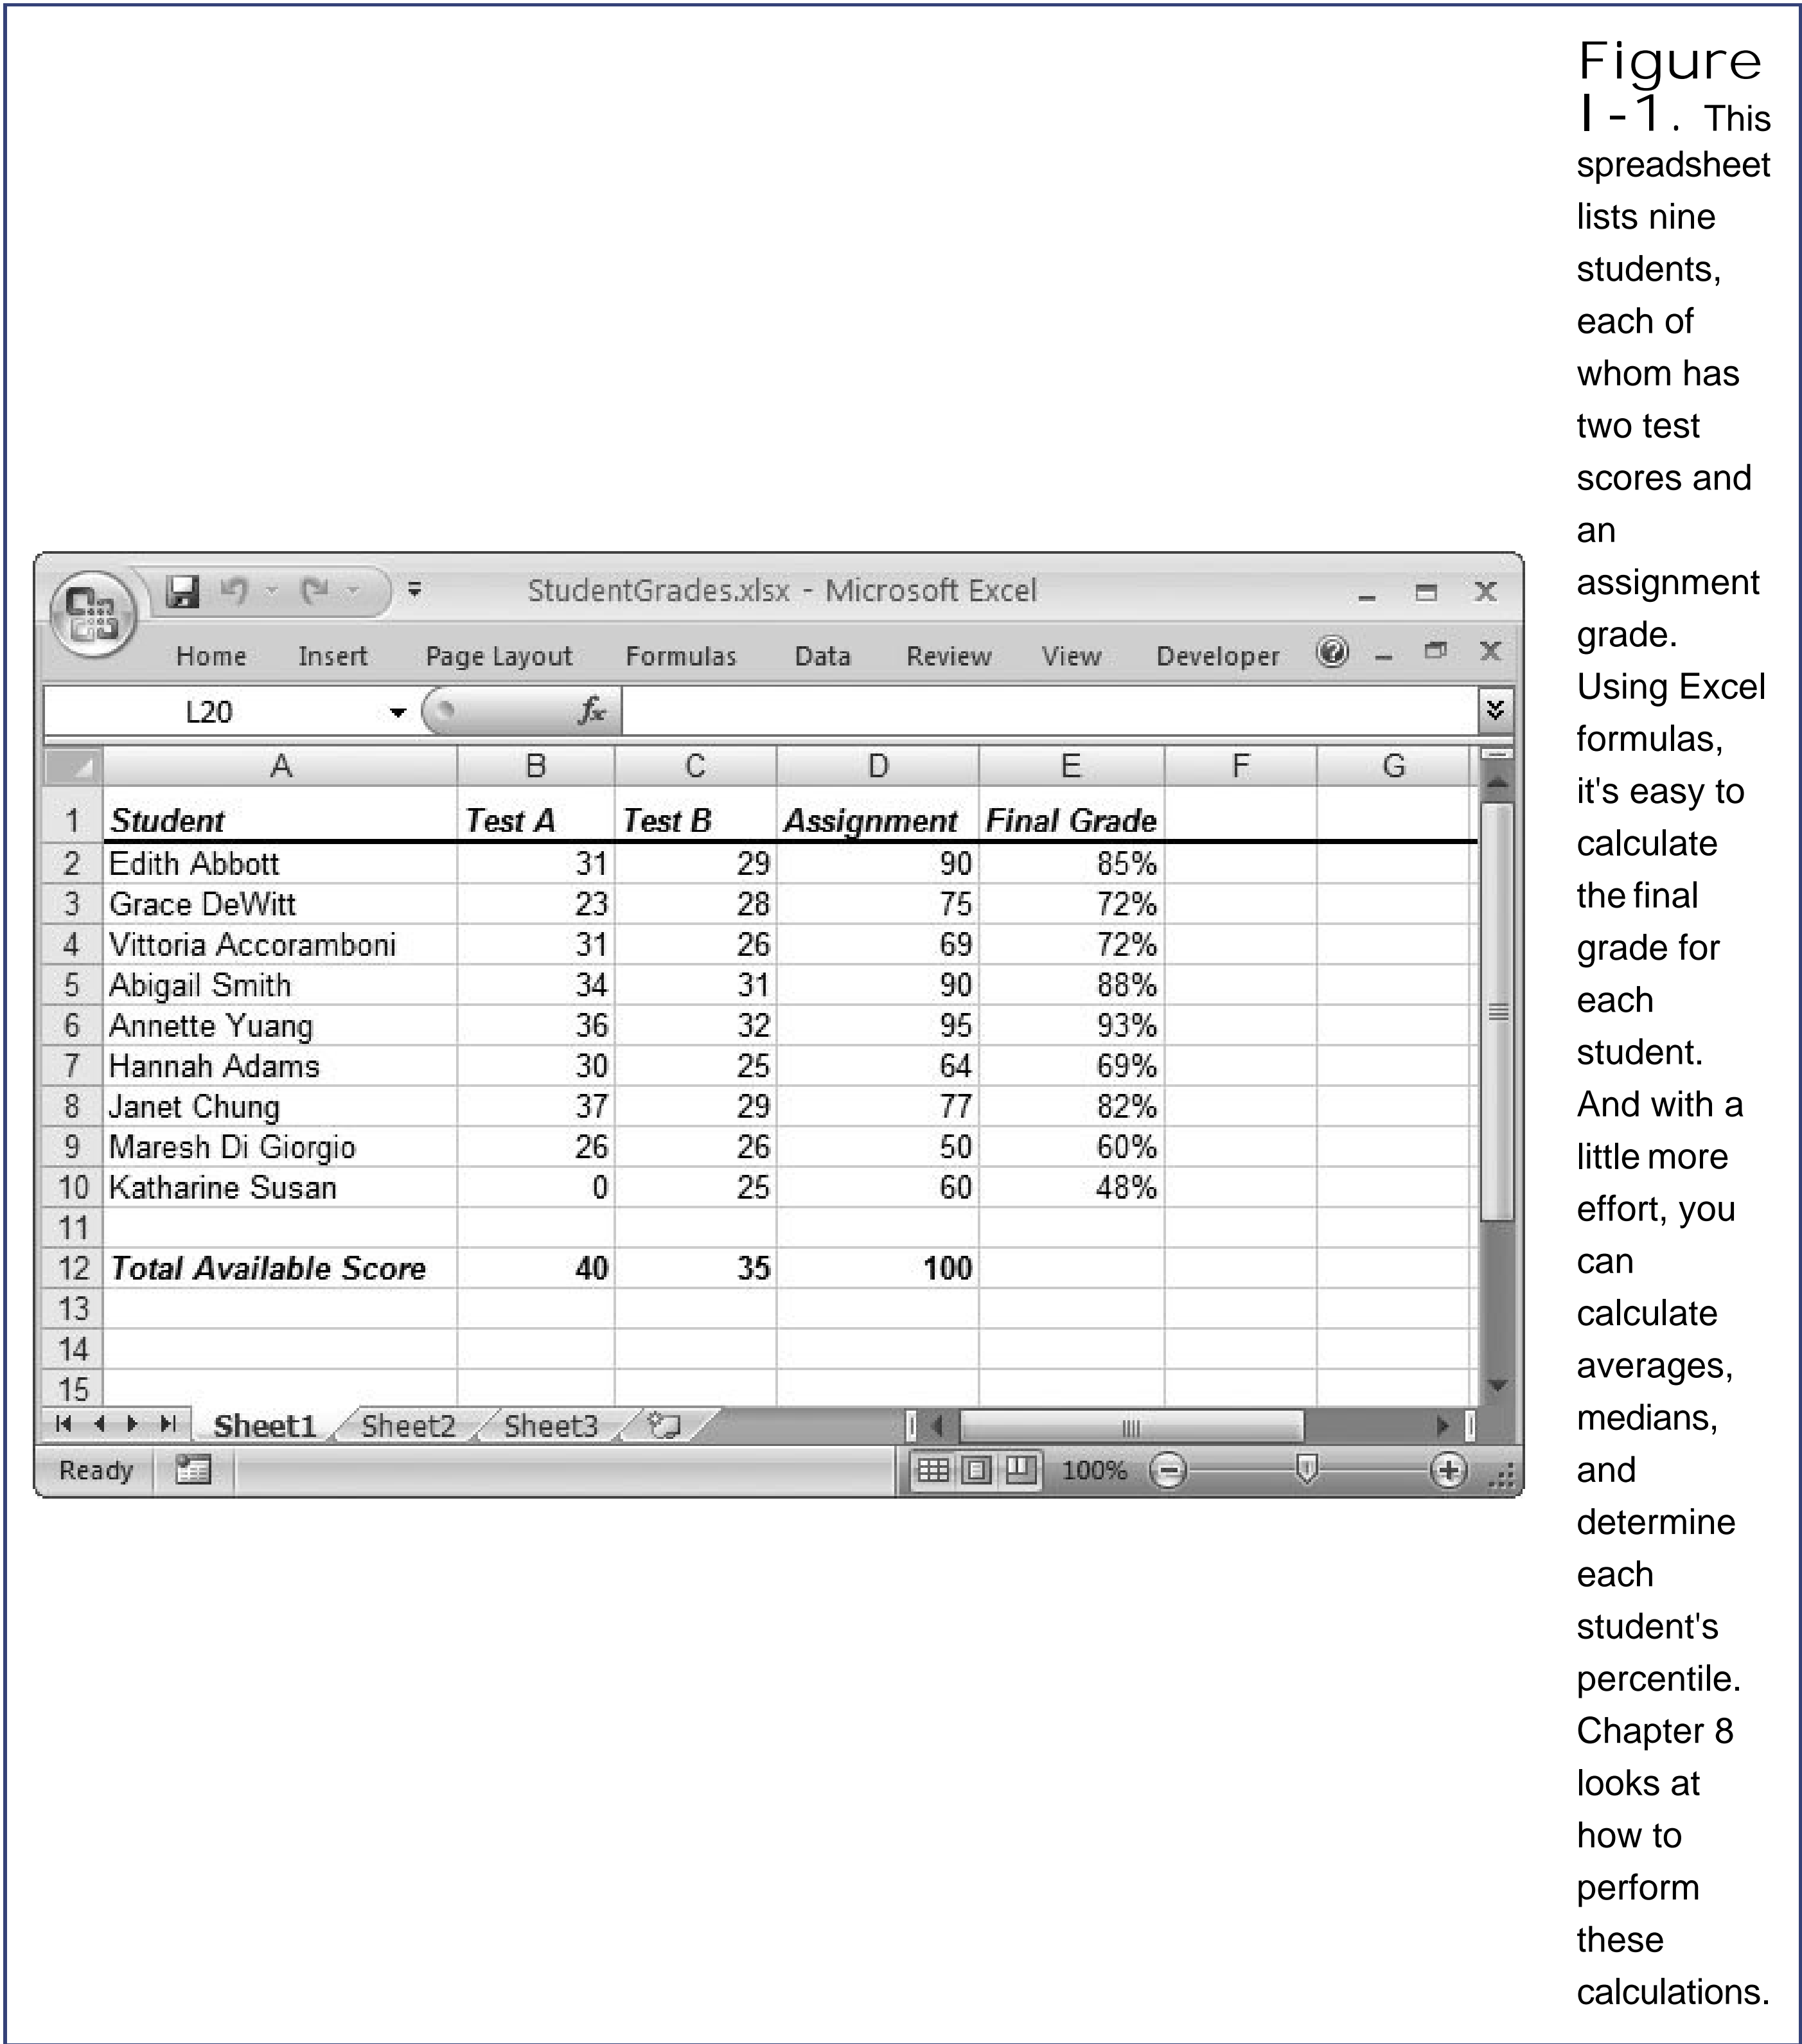 StudentGrades.xlsx - Microsoft Excel
Home Insert Page Layout Formulas Data Review View Developer
L20 fx
A B C D E F G
1 Student Test A Test B Assignment Final Grade
2 Edith Abbott 31 29 90 85%
3 Grace DeWitt 23 28 75 72%
4 Vittoria Accoramboni 31 26 69 72%
5 Abigail Smith 34 31 90 88%
6 Annette Yuang 36 32 95 93%
7 Hannah Adams 30 25 64 69%
8 Janet Chung 37 29 77 82%
9 Maresh Di Giorgio 26 26 50 60%
10 Katharine Susan 0 25 60 48%
11
12 Total Available Score 40 35 100
13
14
15
Sheet1 Sheet2 Sheet3
Ready 100%
Figure
I-1. This
spreadsheet
lists nine
students,
each of
whom has
two test
scores and
an
assignment
grade.
Using Excel
formulas,
it's easy to
calculate
the final
grade for
each
student.
And with a
little more
effort, you
can
calculate
averages,
medians,
and
determine
each
student's
percentile.
Chapter 8
looks at
how to
perform
these
calculations.